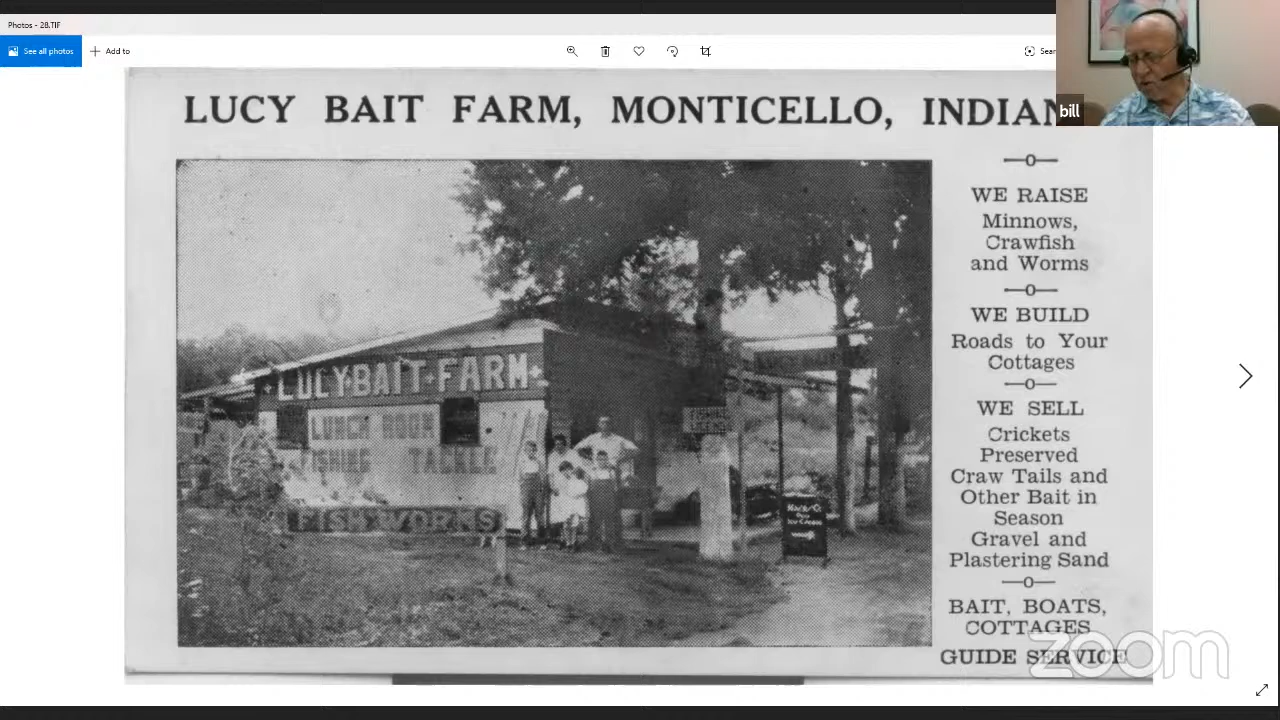 Photos - 28.TIF
See all photos
Add to
bill
LUCY BAIT FARM, MONTICELLO, INDIAN
WE RAISE
Minnows,
Crawfish
and Worms
WE BUILD
Roads to Your
Cottages
WE SELL
Crickets
Preserved
Craw Tails and
Other Bait in
Season
Gravel and
Plastering Sand
BAIT, BOATS,
COTTAGES
GUIDE SERVICE
LUCY·BAIT·FARM
LUNCH ROOM
TACKLE
FISH WORMS
zoom